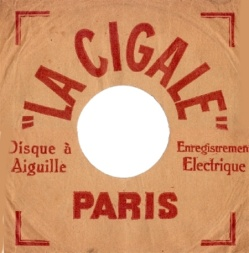 "LA CIGALE"
Disque à
Aiguille
Enregistrement
Electrique
PARIS